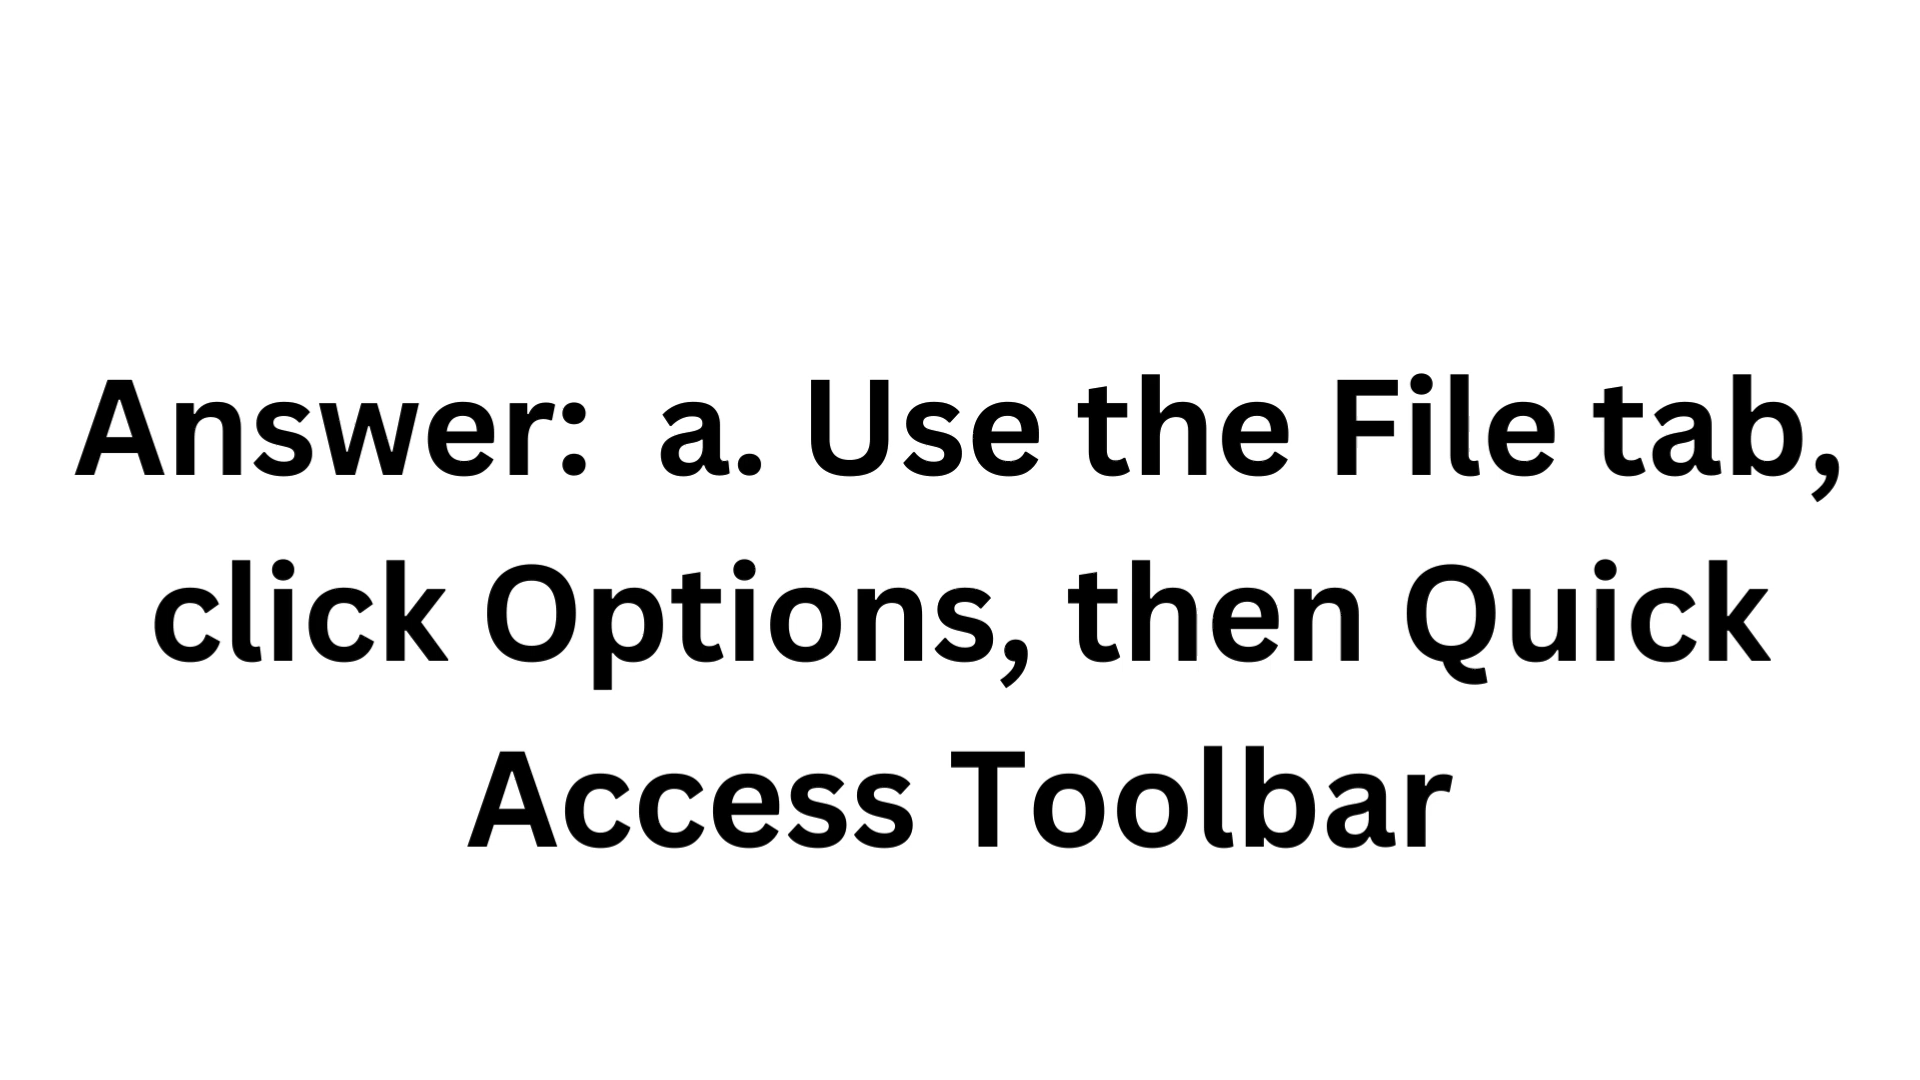 Answer:  a. Use the File tab,
click Options, then Quick
Access Toolbar